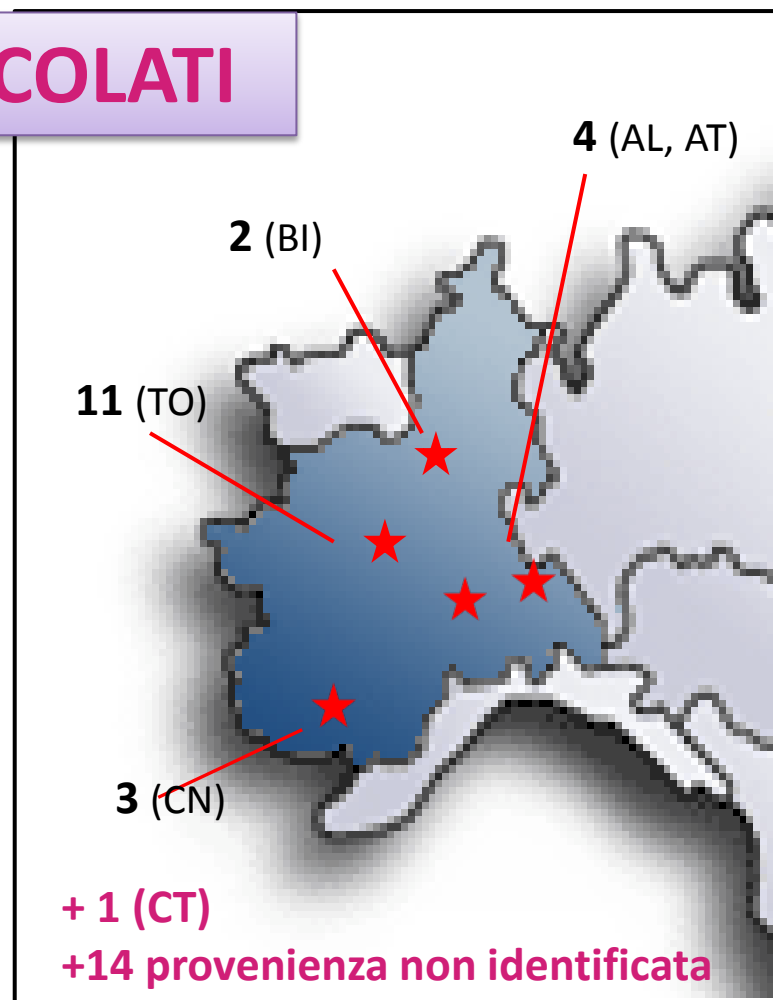 COLATI
4 (AL, AT)
2 (BI)
11 (TO)
3 (CN)
+ 1 (CT)
+14 provenienza non identificata